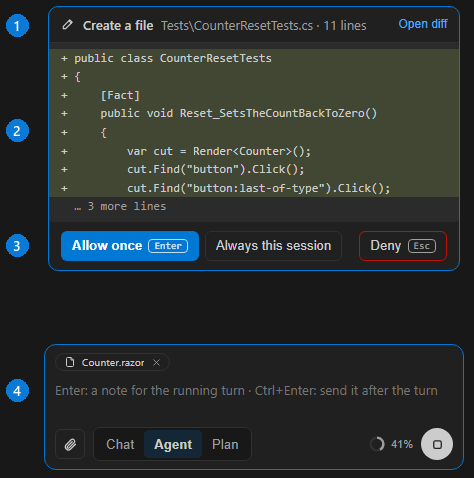 1
Create a file Tests\CounterResetTests.cs · 11 lines Open diff
+ public class CounterResetTests
+ {
+     [Fact]
+     public void Reset_SetsTheCountBackToZero()
+     {
+         var cut = Render<Counter>();
+         cut.Find("button").Click();
+         cut.Find("button:last-of-type").Click();
2
… 3 more lines
3
Allow once Enter Always this session Deny Esc
Counter.razor ×
4
Enter: a note for the running turn · Ctrl+Enter: send it after the turn
Chat Agent Plan 41%